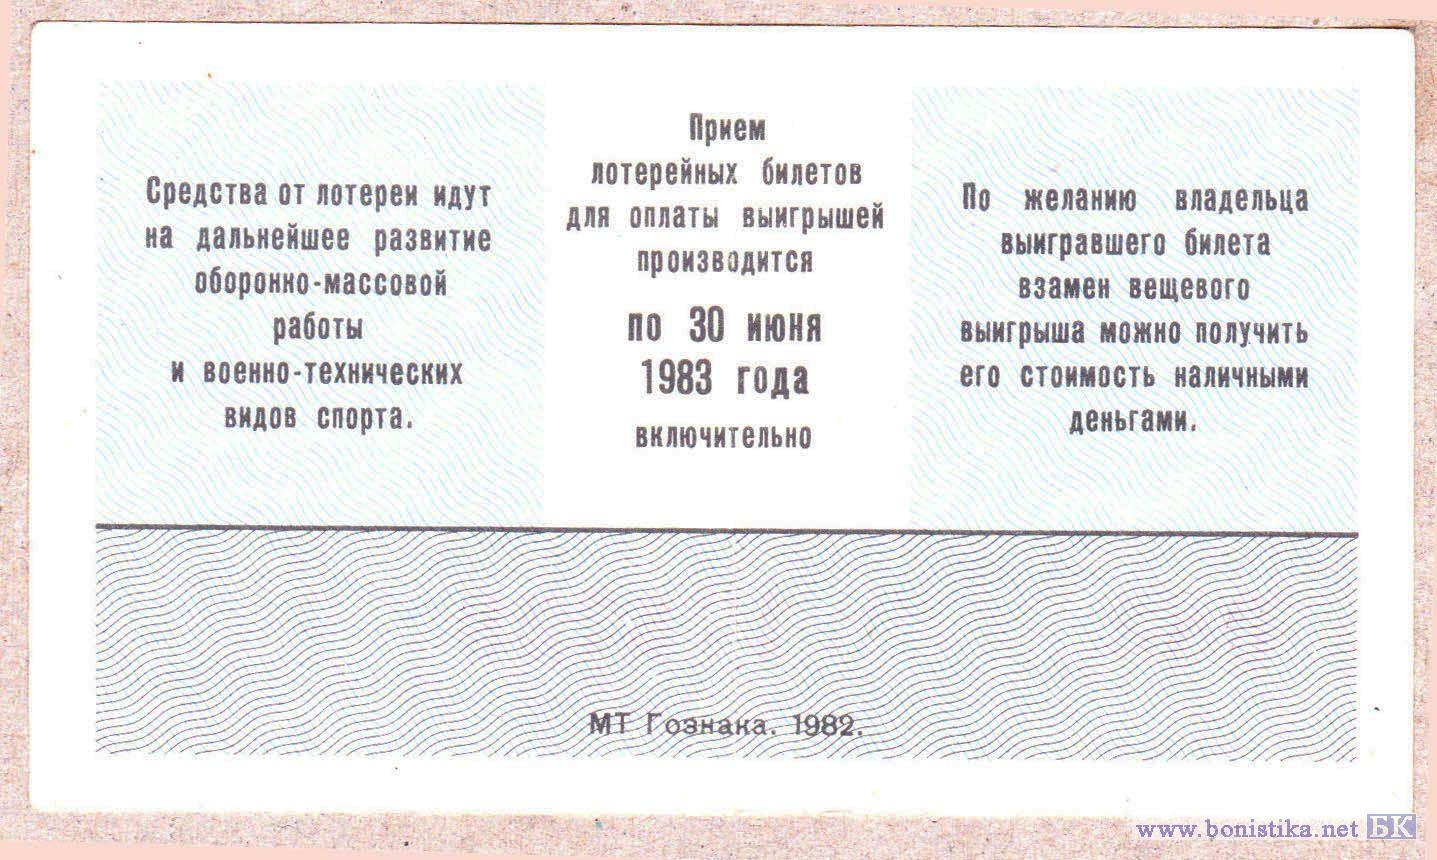 Средства от лотереи идут
на дальнейшее развитие
оборонно-массовой
работы
и военно-технических
видов спорта.
Прием
лотерейных билетов
для оплаты выигрышей
производится
по 30 июня
1983 года
включительно
По желанию владельца
выигравшего билета
взамен вещевого
выигрыша можно получить
его стоимость наличными
деньгами.
МТ Гознака. 1982.
www.bonistika.net БК